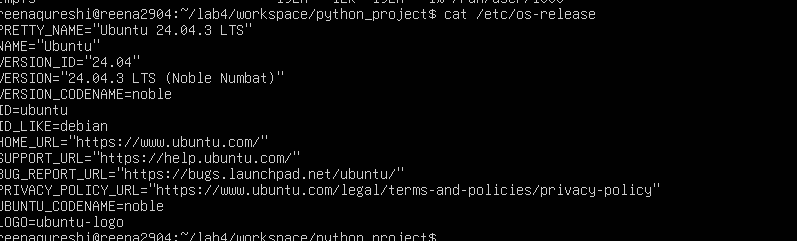 reenaqureshi@reena2904:~/lab4/workspace/python_project$ cat /etc/os-release
PRETTY_NAME="Ubuntu 24.04.3 LTS"
NAME="Ubuntu"
VERSION_ID="24.04"
VERSION="24.04.3 LTS (Noble Numbat)"
VERSION_CODENAME=noble
ID=ubuntu
ID_LIKE=debian
HOME_URL="https://www.ubuntu.com/"
SUPPORT_URL="https://help.ubuntu.com/"
BUG_REPORT_URL="https://bugs.launchpad.net/ubuntu/"
PRIVACY_POLICY_URL="https://www.ubuntu.com/legal/terms-and-policies/privacy-policy"
UBUNTU_CODENAME=noble
LOGO=ubuntu-logo
reenaqureshi@reena2904:~/lab4/workspace/python_project$